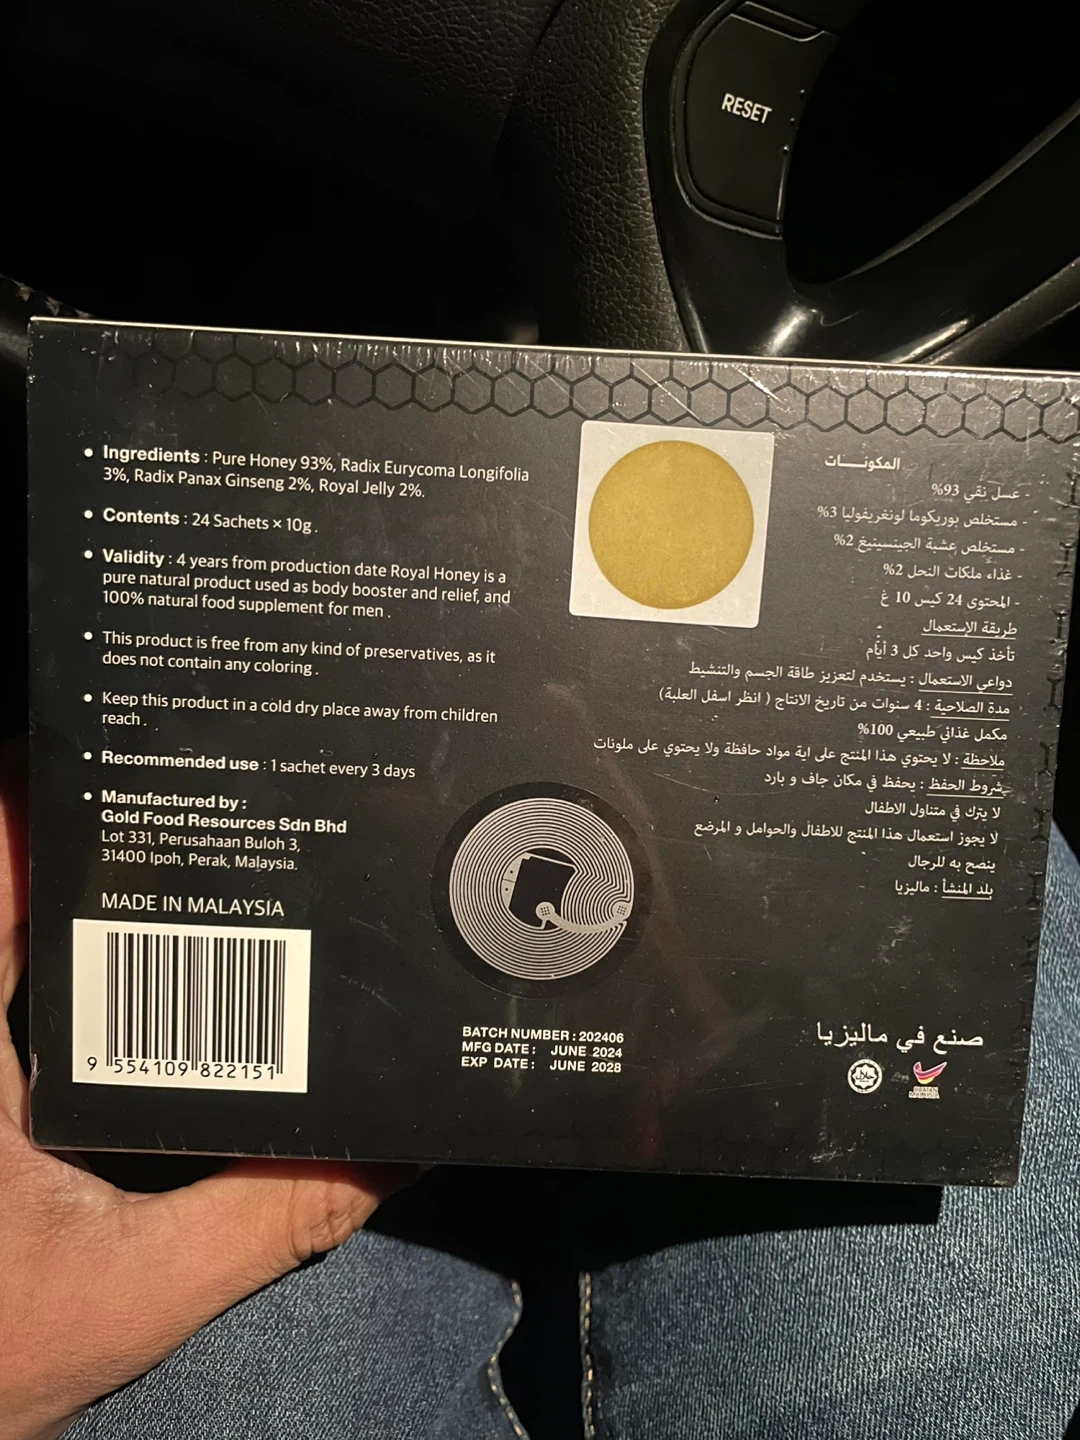 RESET
• Ingredients : Pure Honey 93%, Radix Eurycoma Longifolia
3%, Radix Panax Ginseng 2%, Royal Jelly 2%.
• Contents : 24 Sachets × 10g .
• Validity : 4 years from production date Royal Honey is a
pure natural product used as body booster and relief, and
100% natural food supplement for men .
• This product is free from any kind of preservatives, as it
does not contain any coloring .
• Keep this product in a cold dry place away from children
reach .
• Recommended use : 1 sachet every 3 days
• Manufactured by :
Gold Food Resources Sdn Bhd
Lot 331, Perusahaan Buloh 3,
31400 Ipoh, Perak, Malaysia.
MADE IN MALAYSIA
9 554109 822151
BATCH NUMBER : 202406
MFG DATE : JUNE 2024
EXP DATE : JUNE 2028
المكونـــــات
- عسل نقي 93%
- مستخلص يوريكوما لونغريفوليا 3%
- مستخلص عشبة الجينسينيغ 2%
- غذاء ملكات النحل 2%
- المحتوى 24 كيس 10 غ
طريقة الإستعمال
تأخذ كيس واحد كل 3 أيام
دواعي الاستعمال : يستخدم لتعزيز طاقة الجسم والتنشيط
مدة الصلاحية : 4 سنوات من تاريخ الانتاج ( انظر اسفل العلبة)
مكمل غذائي طبيعي 100%
ملاحظة : لا يحتوي هذا المنتج على اية مواد حافظة ولا يحتوي على ملونات
شروط الحفظ : يحفظ في مكان جاف و بارد
لا يترك في متناول الاطفال
لا يجوز استعمال هذا المنتج للاطفال والحوامل و المرضع
ينصح به للرجال
بلد المنشأ : ماليزيا
صنع في ماليزيا
حلال